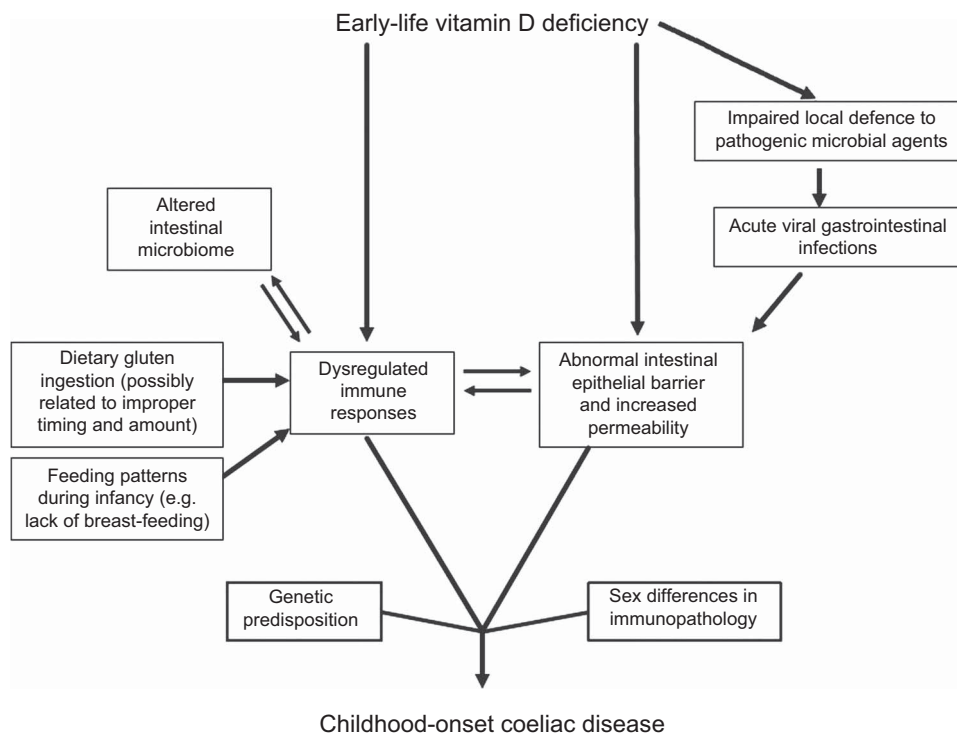 Early-life vitamin D deficiency
Impaired local defence to
pathogenic microbial agents
Altered
intestinal
microbiome
Acute viral gastrointestinal
infections
Dietary gluten
ingestion (possibly
related to improper
timing and amount)
Dysregulated
immune
responses
Abnormal intestinal
epithelial barrier
and increased
permeability
Feeding patterns
during infancy (e.g.
lack of breast-feeding)
Genetic
predisposition
Sex differences in
immunopathology
Childhood-onset coeliac disease